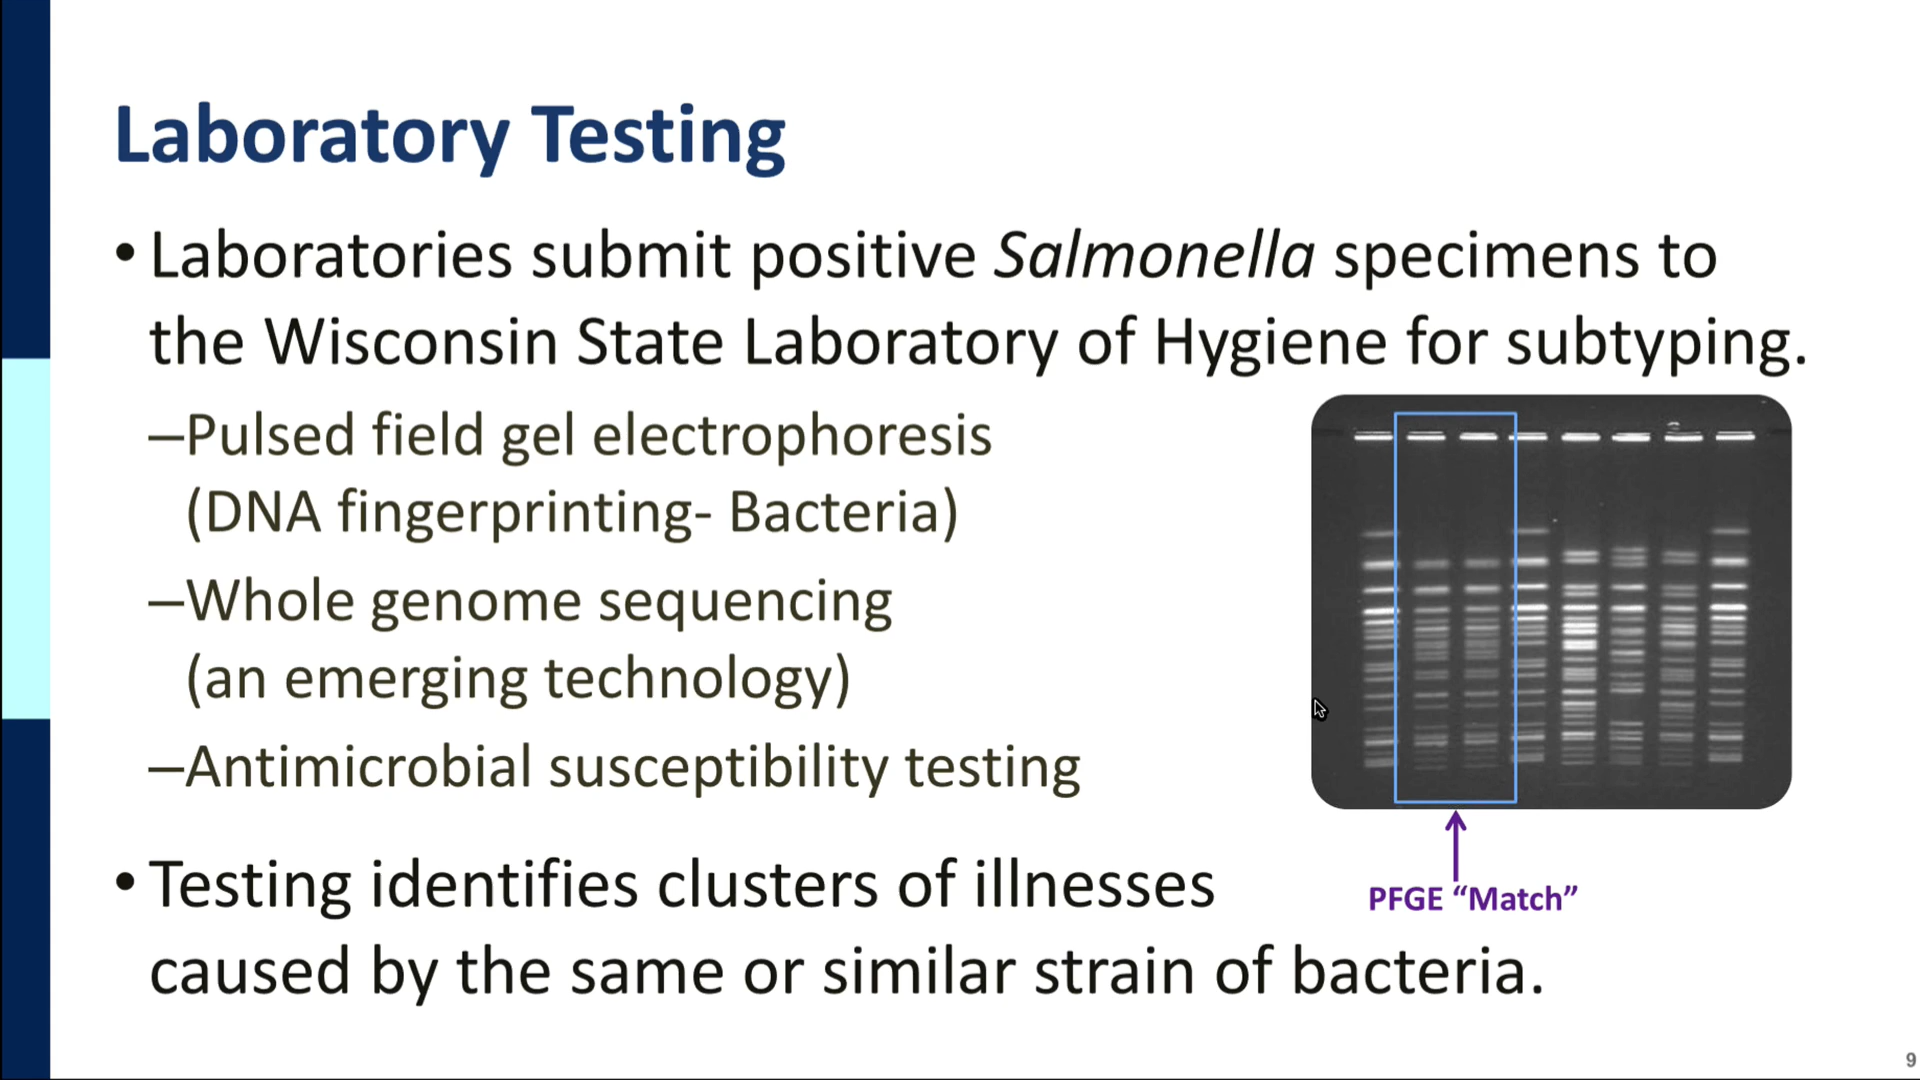 Laboratory Testing
• Laboratories submit positive Salmonella specimens to
the Wisconsin State Laboratory of Hygiene for subtyping.
–Pulsed field gel electrophoresis
(DNA fingerprinting- Bacteria)
–Whole genome sequencing
(an emerging technology)
–Antimicrobial susceptibility testing
PFGE “Match”
• Testing identifies clusters of illnesses
caused by the same or similar strain of bacteria.
9